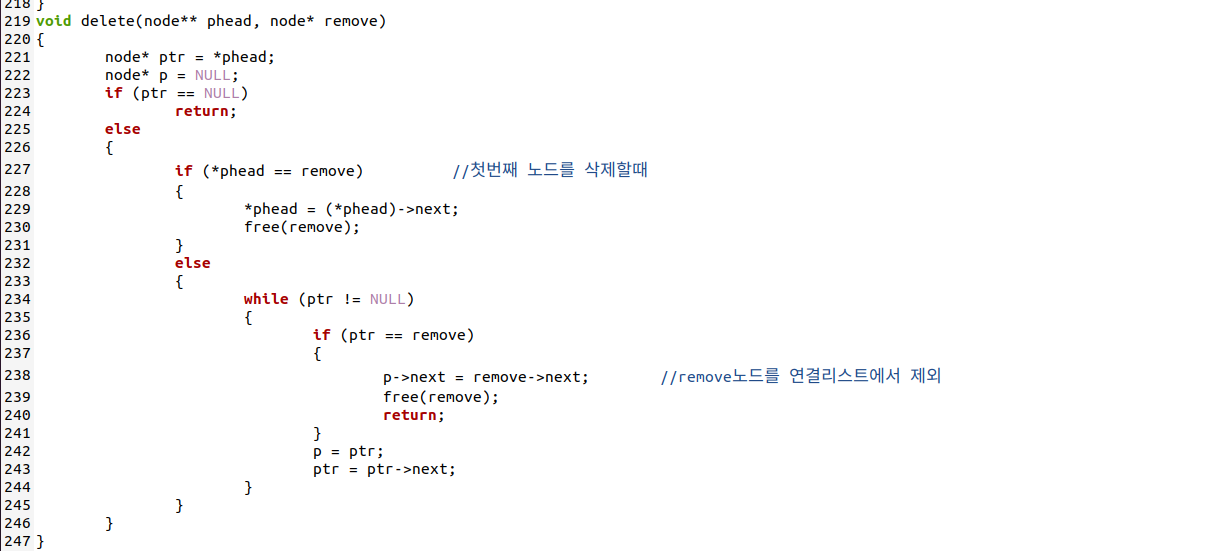 218 }
219 void delete(node** phead, node* remove)
220 {
221         node* ptr = *phead;
222         node* p = NULL;
223         if (ptr == NULL)
224                 return;
225         else
226         {
227                 if (*phead == remove)          //첫번째 노드를 삭제할때
228                 {
229                         *phead = (*phead)->next;
230                         free(remove);
231                 }
232                 else
233                 {
234                         while (ptr != NULL)
235                         {
236                                 if (ptr == remove)
237                                 {
238                                         p->next = remove->next;        //remove노드를 연결리스트에서 제외
239                                         free(remove);
240                                         return;
241                                 }
242                                 p = ptr;
243                                 ptr = ptr->next;
244                         }
245                 }
246         }
247 }